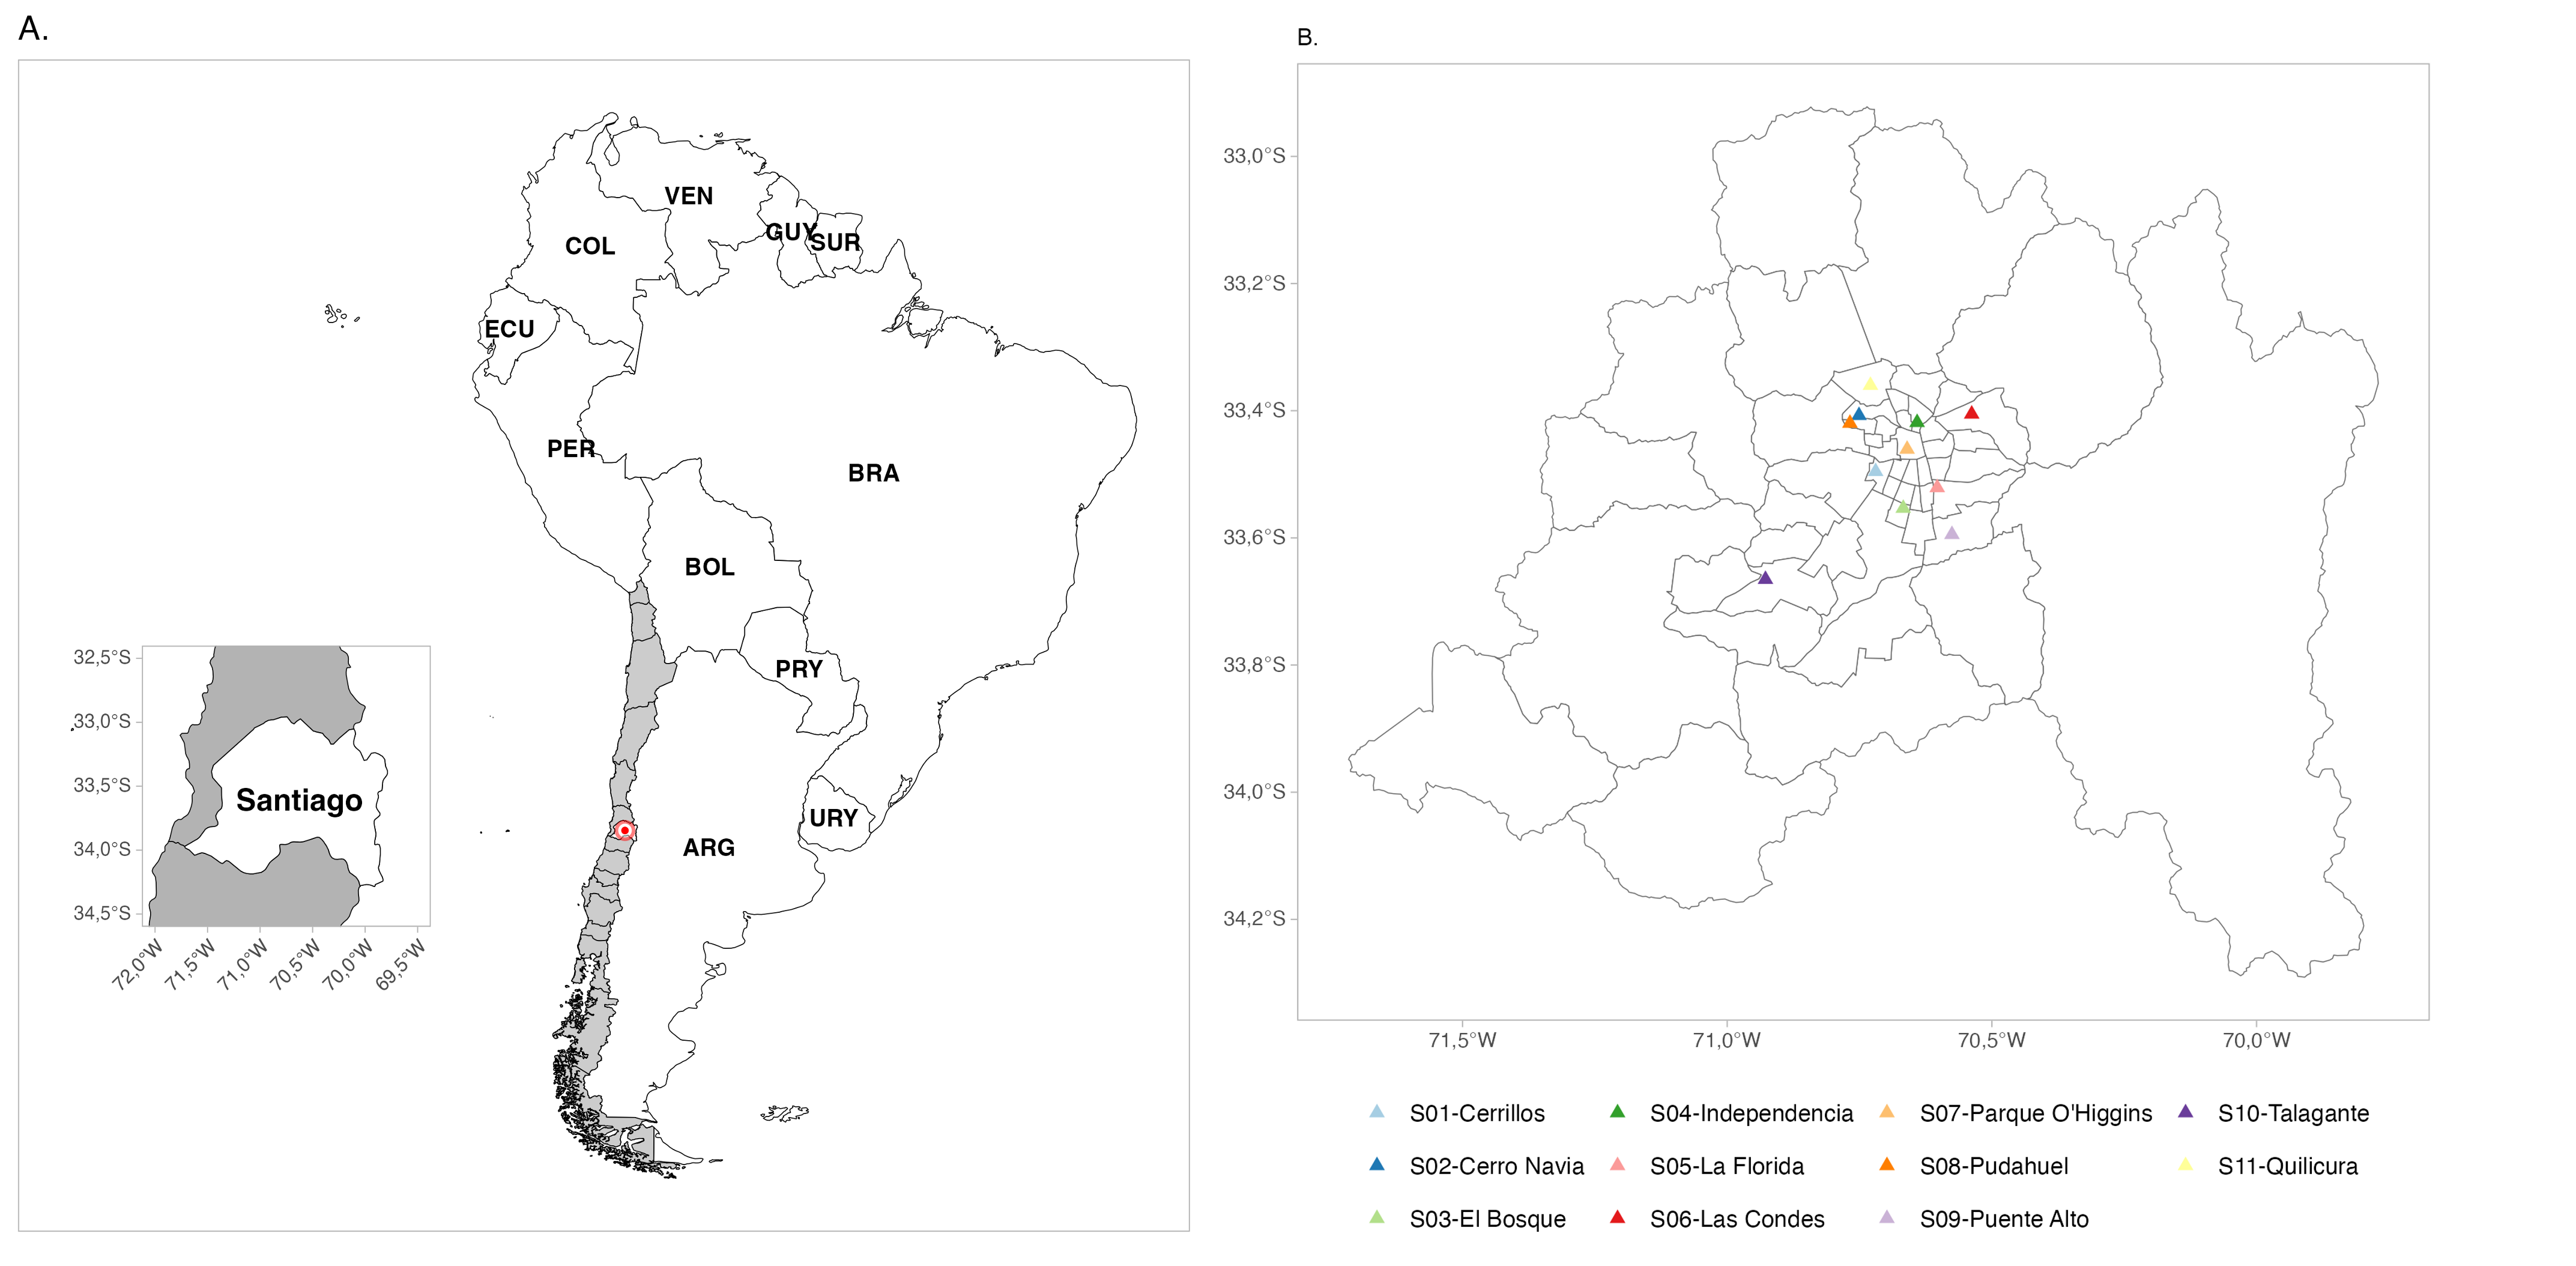 A.
VEN
GUY
SUR
COL
ECU
PER
BRA
BOL
PRY
URY
ARG
32,5°S
33,0°S
33,5°S
34,0°S
34,5°S
Santiago
72,0°W
71,5°W
71,0°W
70,5°W
70,0°W
69,5°W
B.
33,0°S
33,2°S
33,4°S
33,6°S
33,8°S
34,0°S
34,2°S
71,5°W
71,0°W
70,5°W
70,0°W
S01-Cerrillos
S04-Independencia
S07-Parque O'Higgins
S10-Talagante
S02-Cerro Navia
S05-La Florida
S08-Pudahuel
S11-Quilicura
S03-El Bosque
S06-Las Condes
S09-Puente Alto